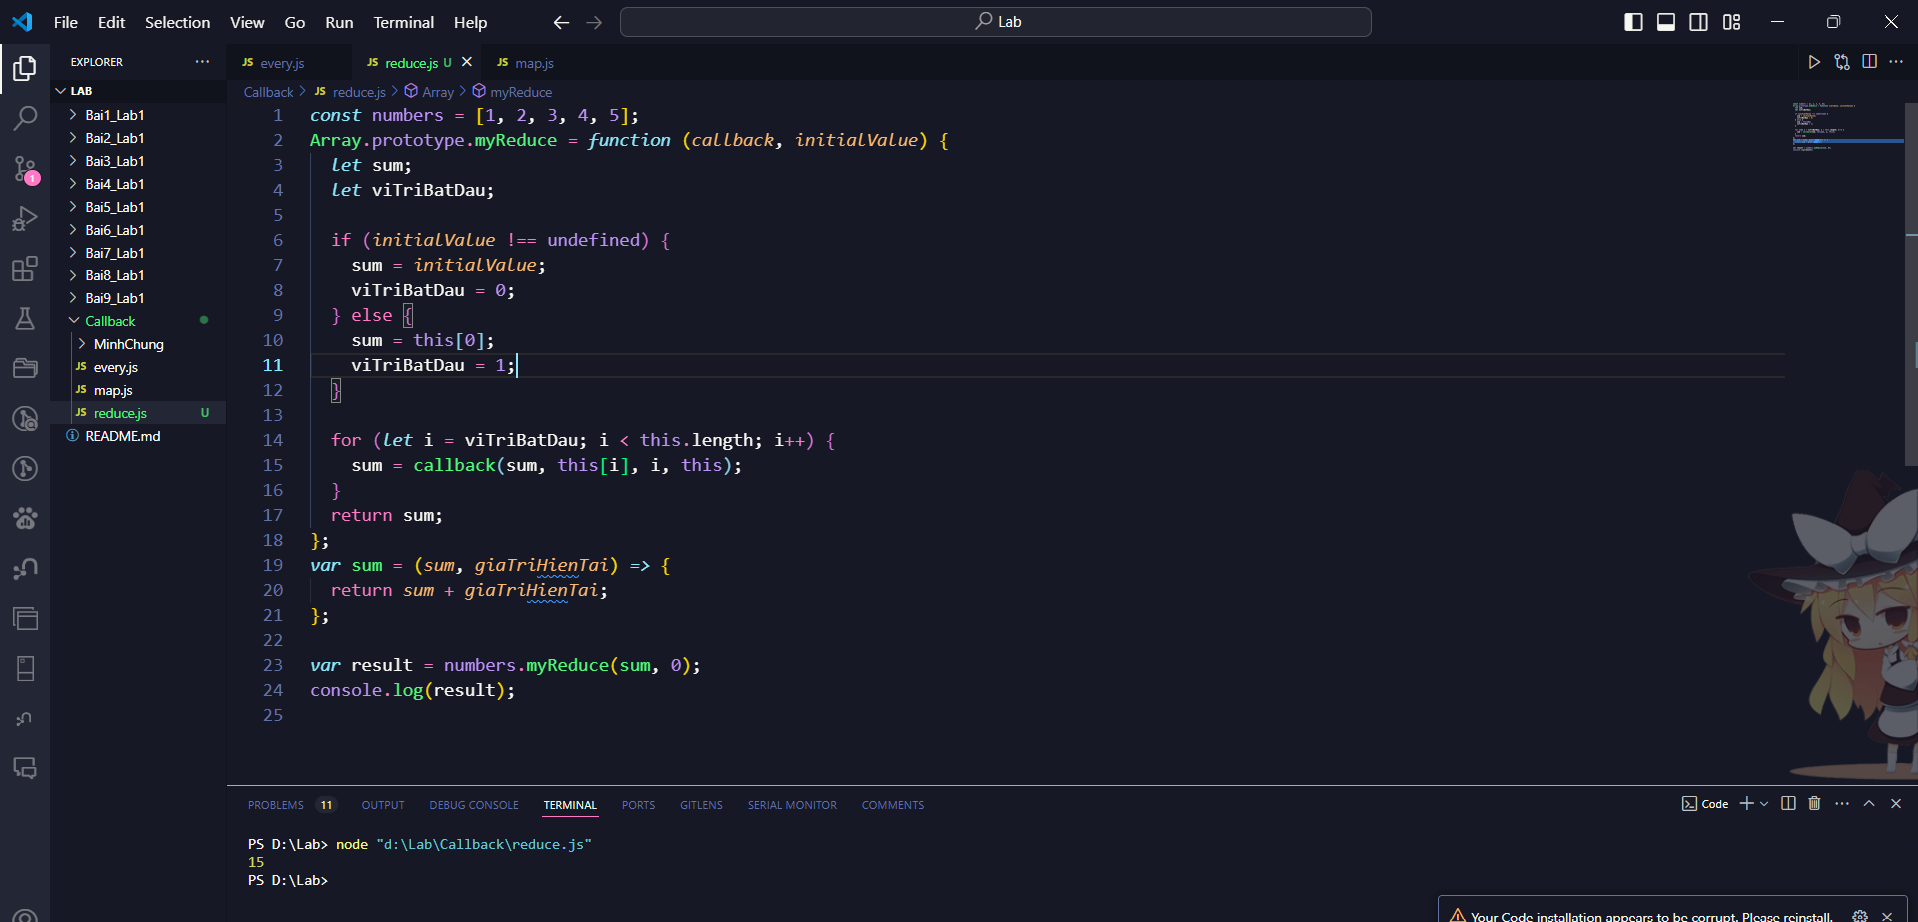 File Edit Selection View Go Run Terminal Help
Lab
EXPLORER
LAB
Bai1_Lab1
Bai2_Lab1
Bai3_Lab1
Bai4_Lab1
Bai5_Lab1
Bai6_Lab1
Bai7_Lab1
Bai8_Lab1
Bai9_Lab1
Callback
MinhChung
JS every.js
JS map.js
JS reduce.js U
README.md
1
JS every.js JS reduce.js U JS map.js
Callback > JS reduce.js > Array > myReduce
1 const numbers = [1, 2, 3, 4, 5];
2 Array.prototype.myReduce = function (callback, initialValue) {
3 let sum;
4 let viTriBatDau;
5
6 if (initialValue !== undefined) {
7 sum = initialValue;
8 viTriBatDau = 0;
9 } else {
10 sum = this[0];
11 viTriBatDau = 1;
12 }
13
14 for (let i = viTriBatDau; i < this.length; i++) {
15 sum = callback(sum, this[i], i, this);
16 }
17 return sum;
18 };
19 var sum = (sum, giaTriHienTai) => {
20 return sum + giaTriHienTai;
21 };
22
23 var result = numbers.myReduce(sum, 0);
24 console.log(result);
25
PROBLEMS 11 OUTPUT DEBUG CONSOLE TERMINAL PORTS GITLENS SERIAL MONITOR COMMENTS
Code
PS D:\Lab> node "d:\Lab\Callback\reduce.js"
15
PS D:\Lab>
Your Code installation appears to be corrupt. Please reinstall.